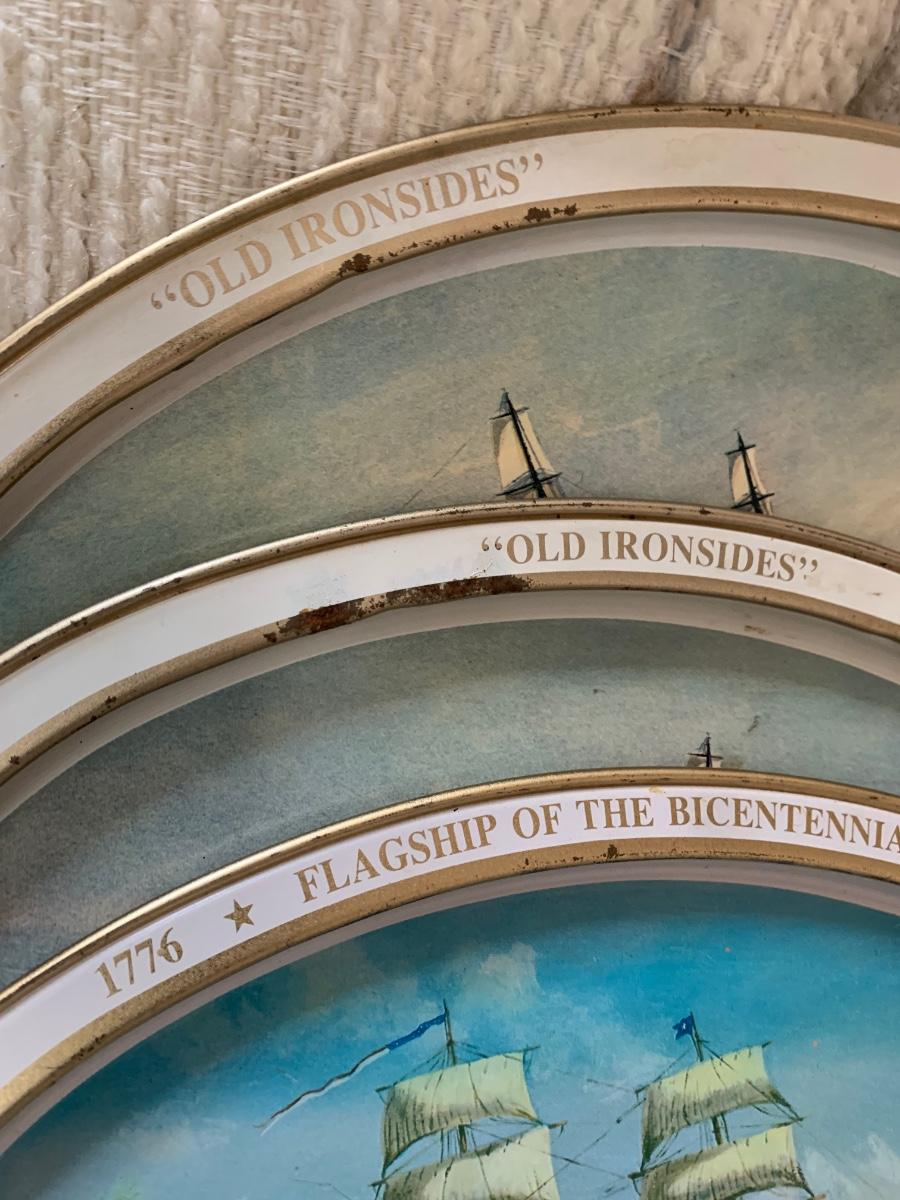 “OLD IRONSIDES”
“OLD IRONSIDES”
1776 ★ FLAGSHIP OF THE BICENTENNIA